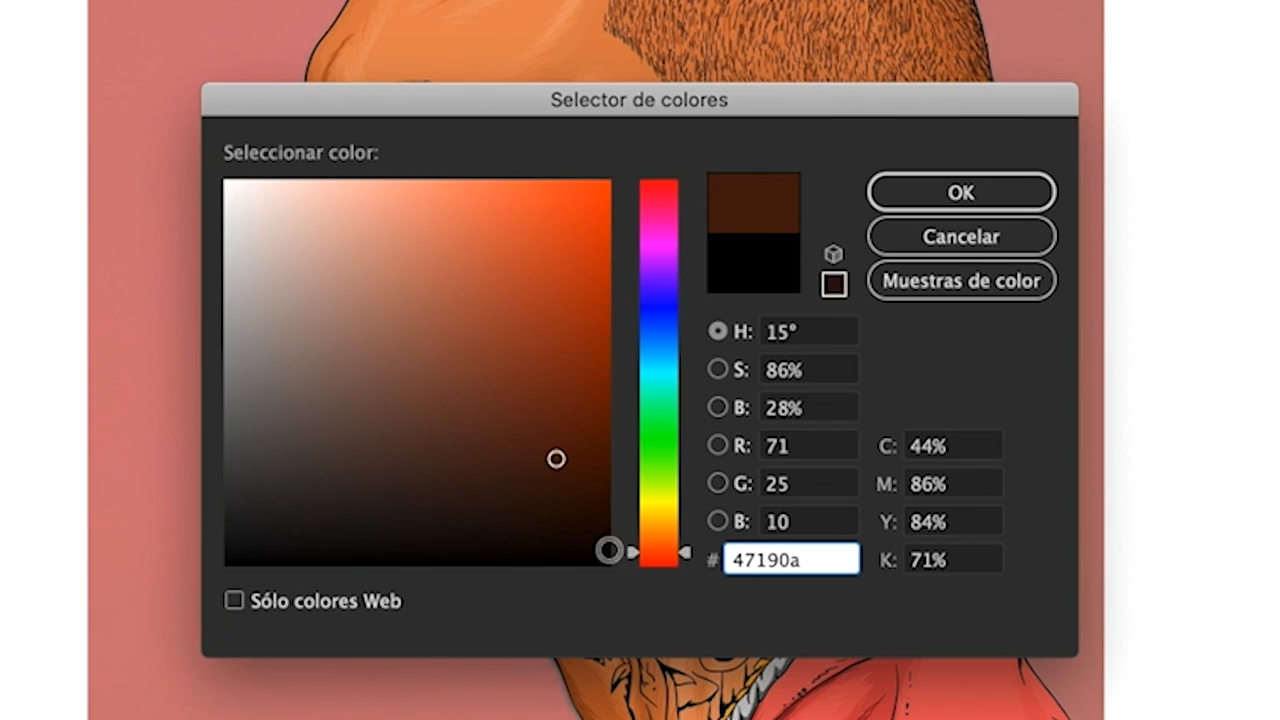 Selector de colores
Seleccionar color:
OK
Cancelar
Muestras de color
H: 15°
S: 86%
B: 28%
R: 71 C: 44%
G: 25 M: 86%
B: 10 Y: 84%
# 47190a K: 71%
Sólo colores Web